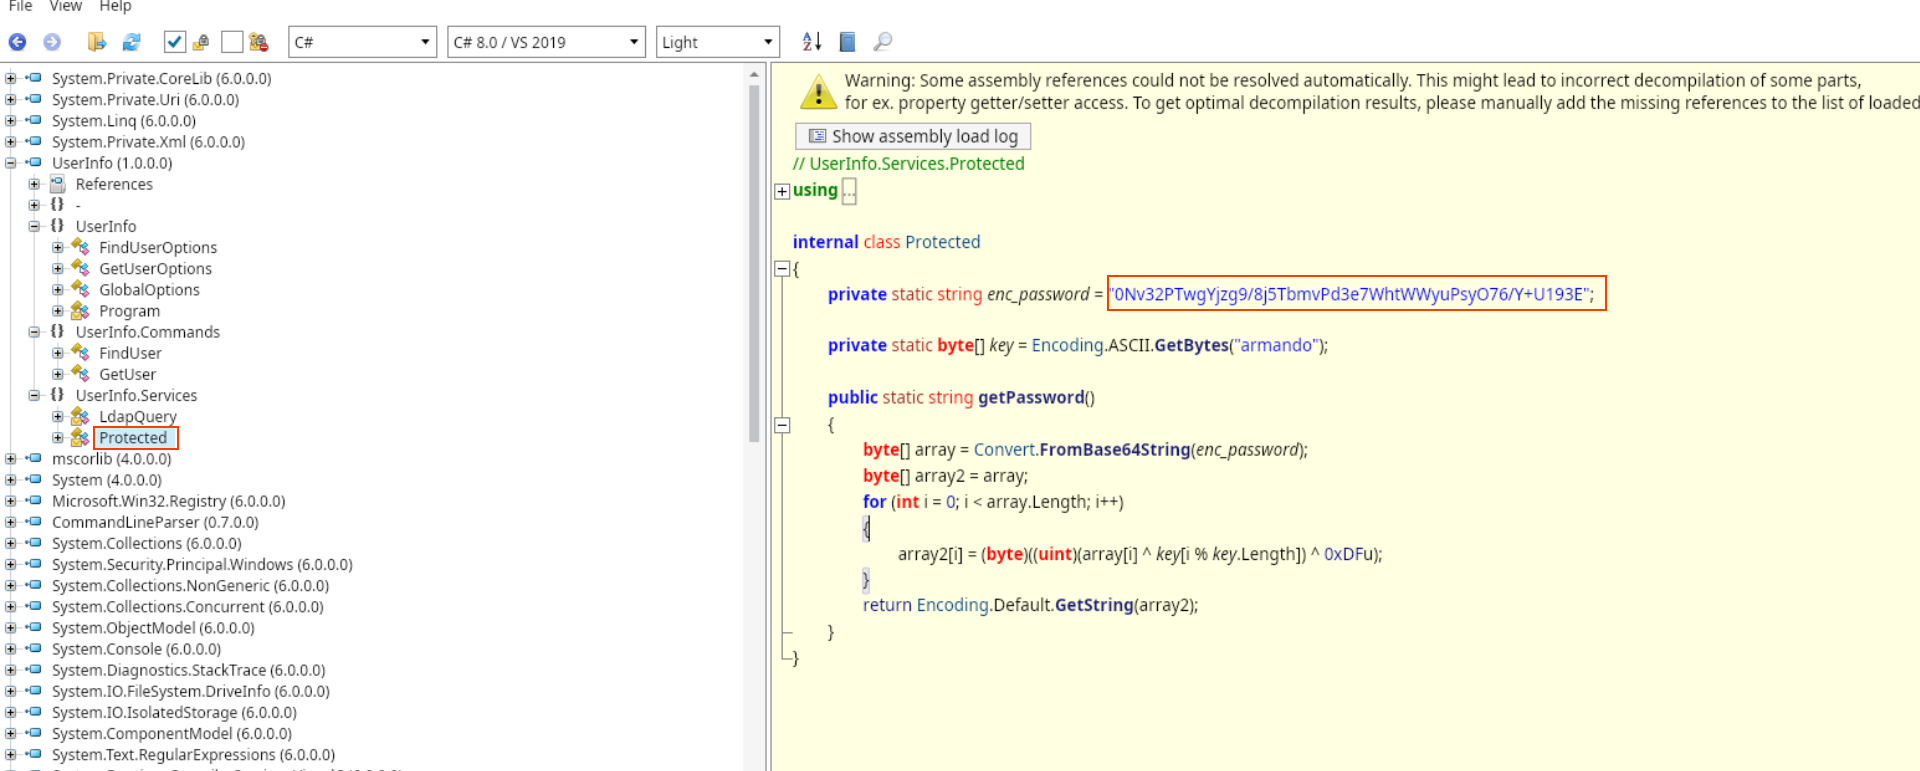 File View Help
C# C# 8.0 / VS 2019 Light
System.Private.CoreLib (6.0.0.0)
System.Private.Uri (6.0.0.0)
System.Linq (6.0.0.0)
System.Private.Xml (6.0.0.0)
UserInfo (1.0.0.0)
References
{} -
{} UserInfo
FindUserOptions
GetUserOptions
GlobalOptions
Program
{} UserInfo.Commands
FindUser
GetUser
{} UserInfo.Services
LdapQuery
Protected
mscorlib (4.0.0.0)
System (4.0.0.0)
Microsoft.Win32.Registry (6.0.0.0)
CommandLineParser (0.7.0.0)
System.Collections (6.0.0.0)
System.Security.Principal.Windows (6.0.0.0)
System.Collections.NonGeneric (6.0.0.0)
System.Collections.Concurrent (6.0.0.0)
System.ObjectModel (6.0.0.0)
System.Console (6.0.0.0)
System.Diagnostics.StackTrace (6.0.0.0)
System.IO.FileSystem.DriveInfo (6.0.0.0)
System.IO.IsolatedStorage (6.0.0.0)
System.ComponentModel (6.0.0.0)
System.Text.RegularExpressions (6.0.0.0)
Warning: Some assembly references could not be resolved automatically. This might lead to incorrect decompilation of some parts,
for ex. property getter/setter access. To get optimal decompilation results, please manually add the missing references to the list of loaded
Show assembly load log
// UserInfo.Services.Protected
using ...
internal class Protected
{
private static string enc_password = "0Nv32PTwgYjzg9/8j5TbmvPd3e7WhtWWyuPsyO76/Y+U193E";
private static byte[] key = Encoding.ASCII.GetBytes("armando");
public static string getPassword()
{
byte[] array = Convert.FromBase64String(enc_password);
byte[] array2 = array;
for (int i = 0; i < array.Length; i++)
{
array2[i] = (byte)((uint)(array[i] ^ key[i % key.Length]) ^ 0xDFu);
}
return Encoding.Default.GetString(array2);
}
}